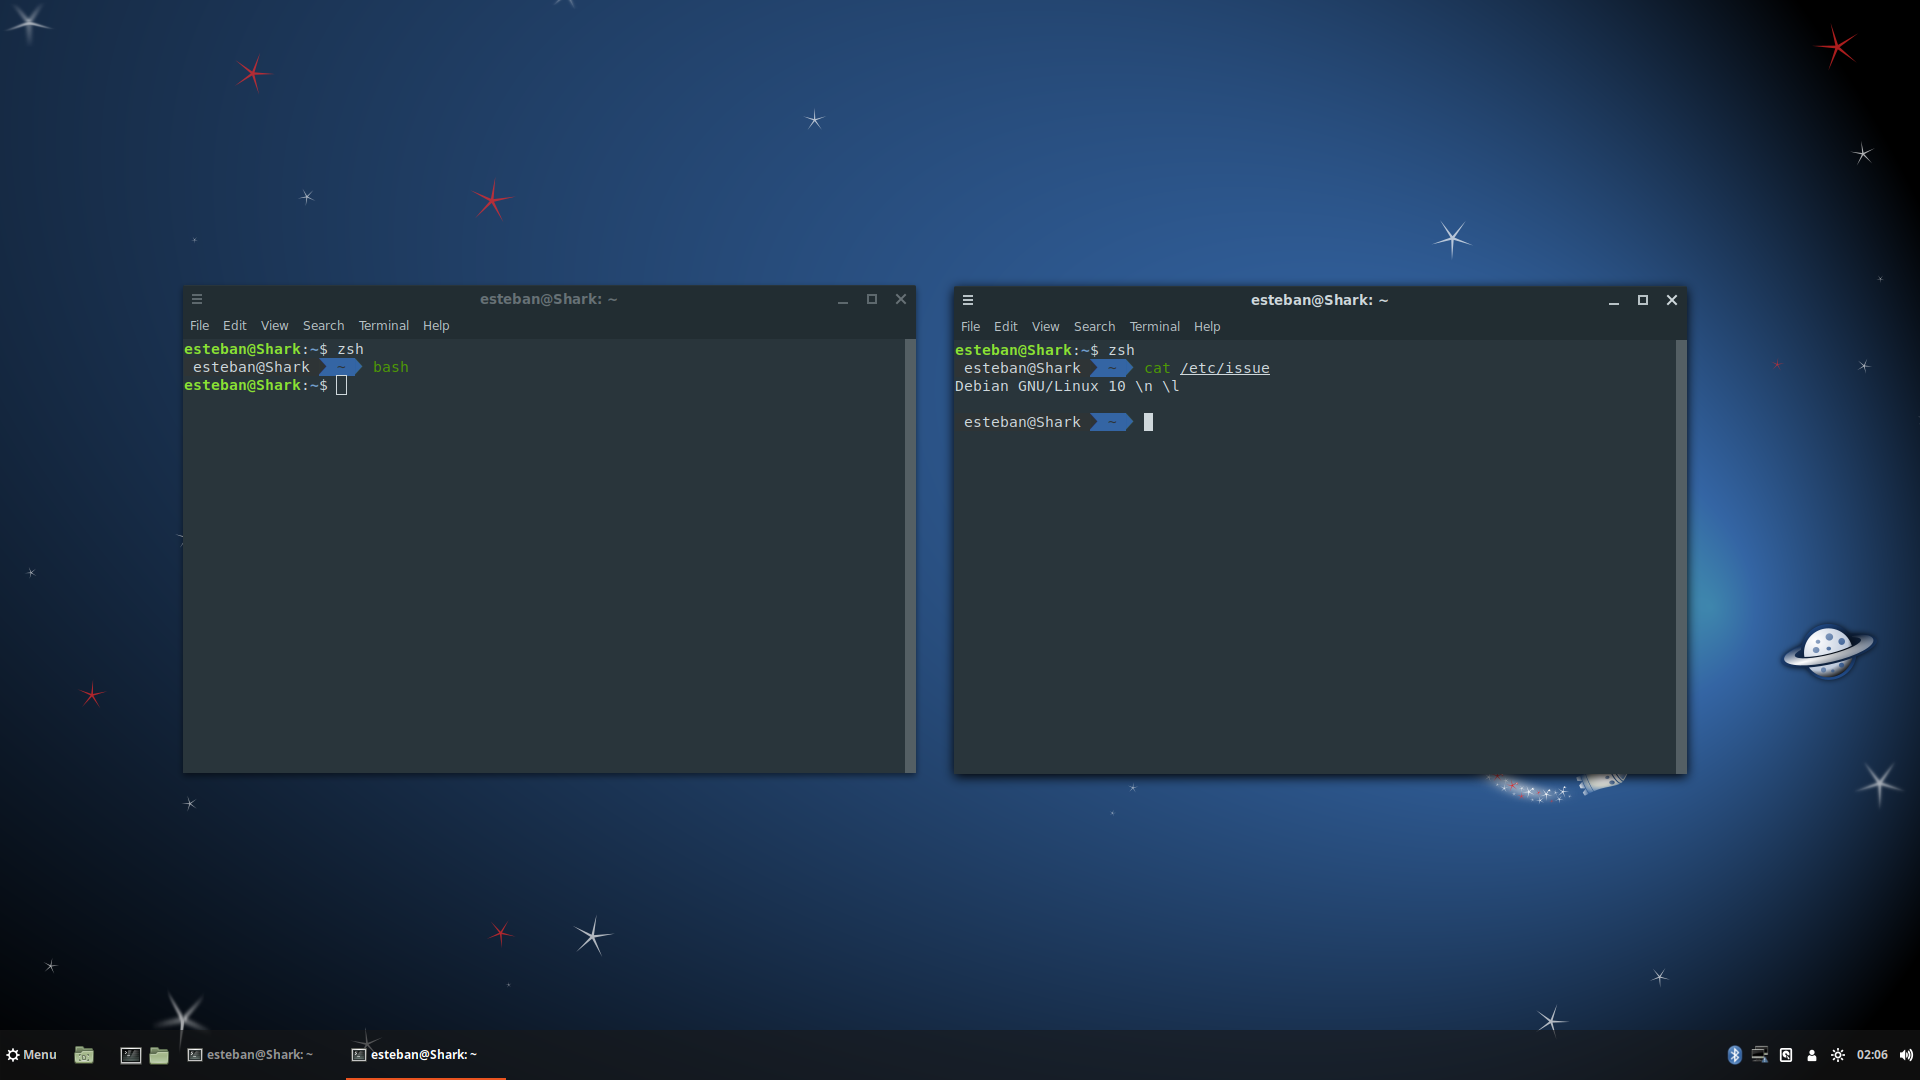 esteban@Shark: ~
File Edit View Search Terminal Help
esteban@Shark:~$ zsh
esteban@Shark ~ bash
esteban@Shark:~$
esteban@Shark: ~
File Edit View Search Terminal Help
esteban@Shark:~$ zsh
esteban@Shark ~ cat /etc/issue
Debian GNU/Linux 10 \n \l
esteban@Shark ~
Menu esteban@Shark: ~ esteban@Shark: ~ 02:06